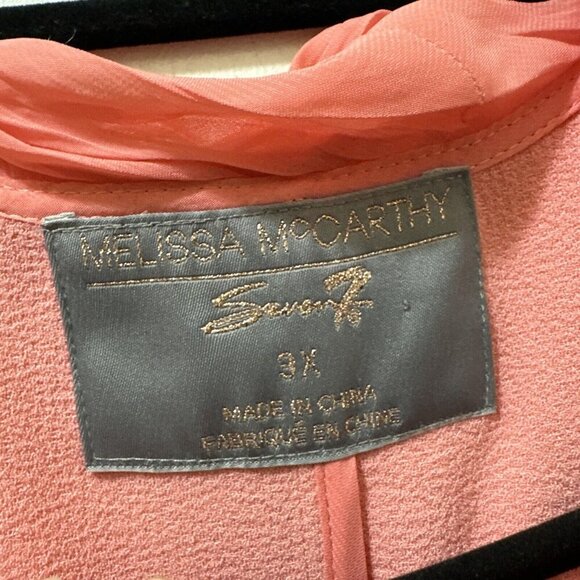 MELISSA McCARTHY
Seven7
3X
MADE IN CHINA
FABRIQUÉ EN CHINE